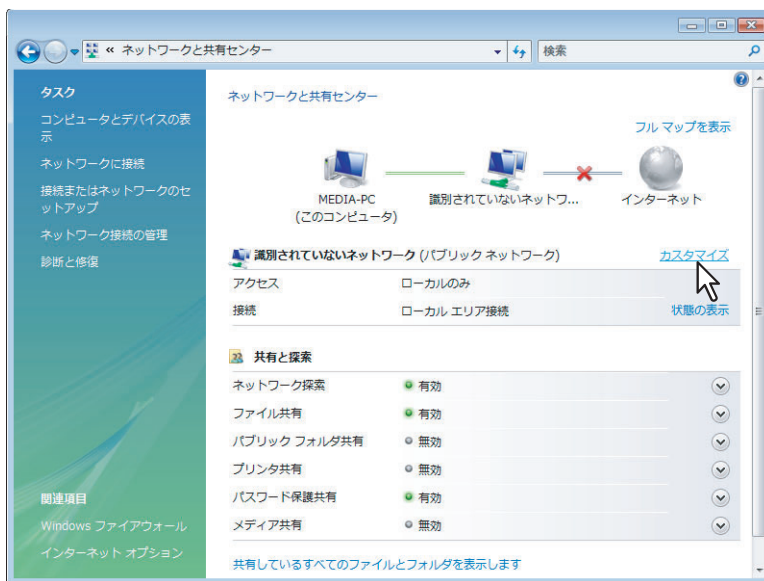 « ネットワークと共有センター
検索
タスク
コンピュータとデバイスの表
示
ネットワークに接続
接続またはネットワークのセ
ットアップ
ネットワーク接続の管理
診断と修復
関連項目
Windows ファイアウォール
インターネット オプション
ネットワークと共有センター
フル マップを表示
MEDIA-PC
(このコンピュータ)
識別されていないネットワ...
インターネット
識別されていないネットワーク (パブリック ネットワーク)
カスタマイズ
アクセス ローカルのみ
接続 ローカル エリア接続 状態の表示
共有と探索
ネットワーク探索 有効
ファイル共有 有効
パブリック フォルダ共有 無効
プリンタ共有 無効
パスワード保護共有 有効
メディア共有 無効
共有しているすべてのファイルとフォルダを表示します